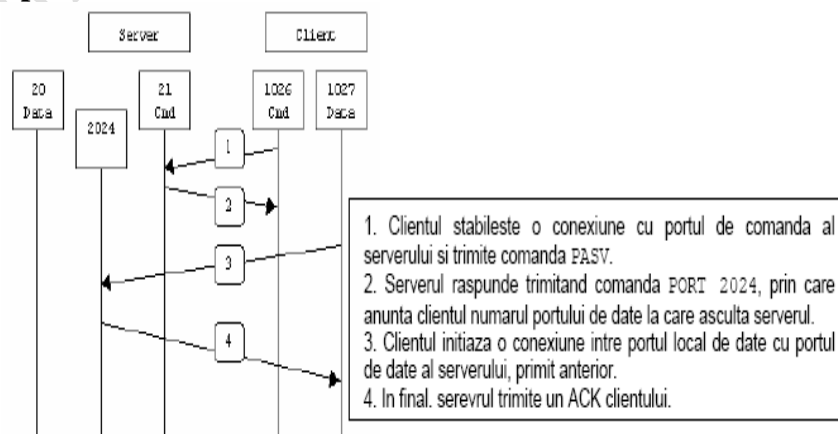 Server
Client
20
Data
2024
21
Cmd
1026
Cmd
1027
Data
1
2
3
4
1. Clientul stabileste o conexiune cu portul de comanda al
serverului si trimite comanda PASV.
2. Serverul raspunde trimitand comanda PORT 2024, prin care
anunta clientul numarul portului de date la care asculta serverul.
3. Clientul initiaza o conexiune intre portul local de date cu portul
de date al serverului, primit anterior.
4. In final. serevrul trimite un ACK clientului.